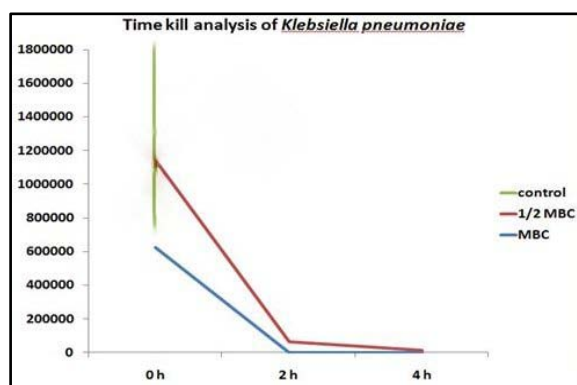 Time kill analysis of Klebsiella pneumoniae
1800000
1600000
1400000
1200000
1000000
800000
600000
400000
200000
0
0 h 2 h 4 h
control
1/2 MBC
MBC